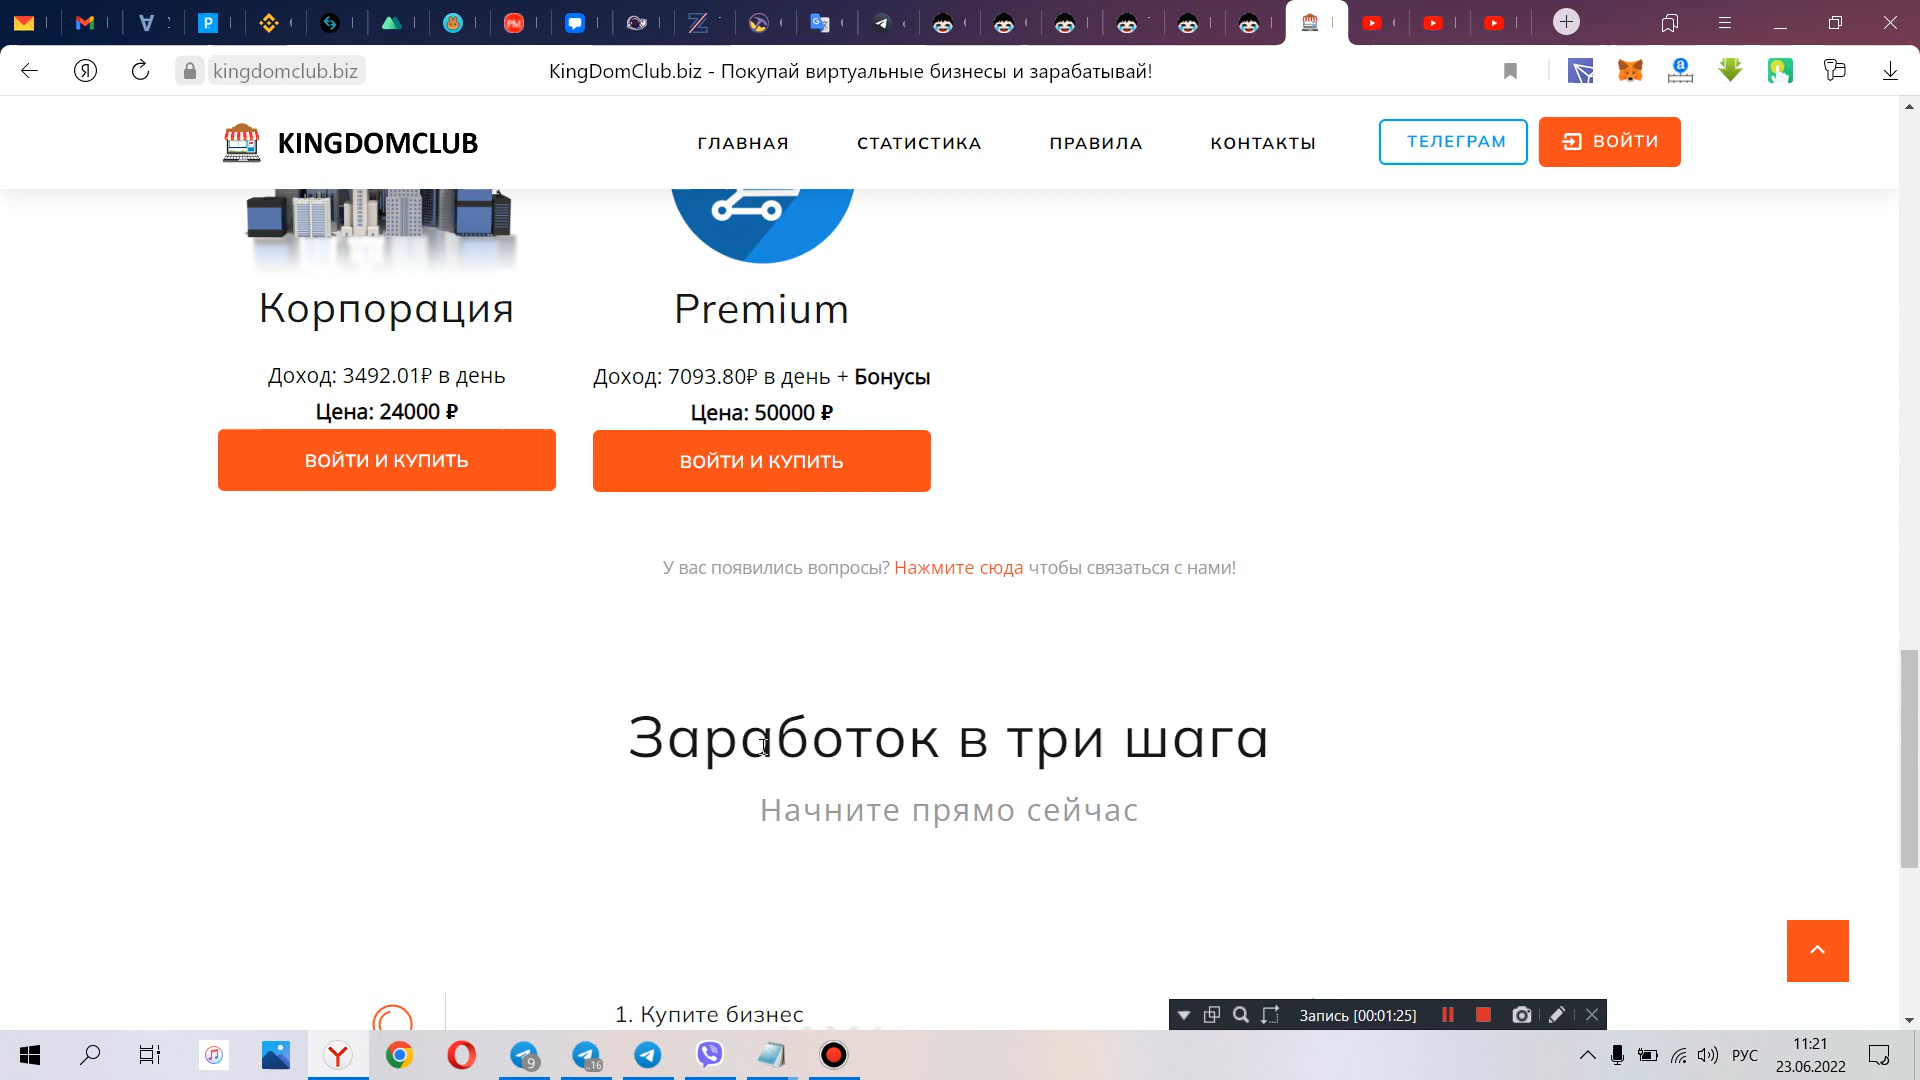 kingdomclub.biz
KingDomClub.biz - Покупай виртуальные бизнесы и зарабатывай!
KINGDOMCLUB
ГЛАВНАЯ
СТАТИСТИКА
ПРАВИЛА
КОНТАКТЫ
ТЕЛЕГРАМ
ВОЙТИ
Корпорация
Доход: 3492.01₽ в день
Цена: 24000 ₽
ВОЙТИ И КУПИТЬ
Premium
Доход: 7093.80₽ в день + Бонусы
Цена: 50000 ₽
ВОЙТИ И КУПИТЬ
У вас появились вопросы? Нажмите сюда чтобы связаться с нами!
Заработок в три шага
Начните прямо сейчас
1. Купите бизнес
Запись [00:01:25]
9
16
РУС
11:21
23.06.2022